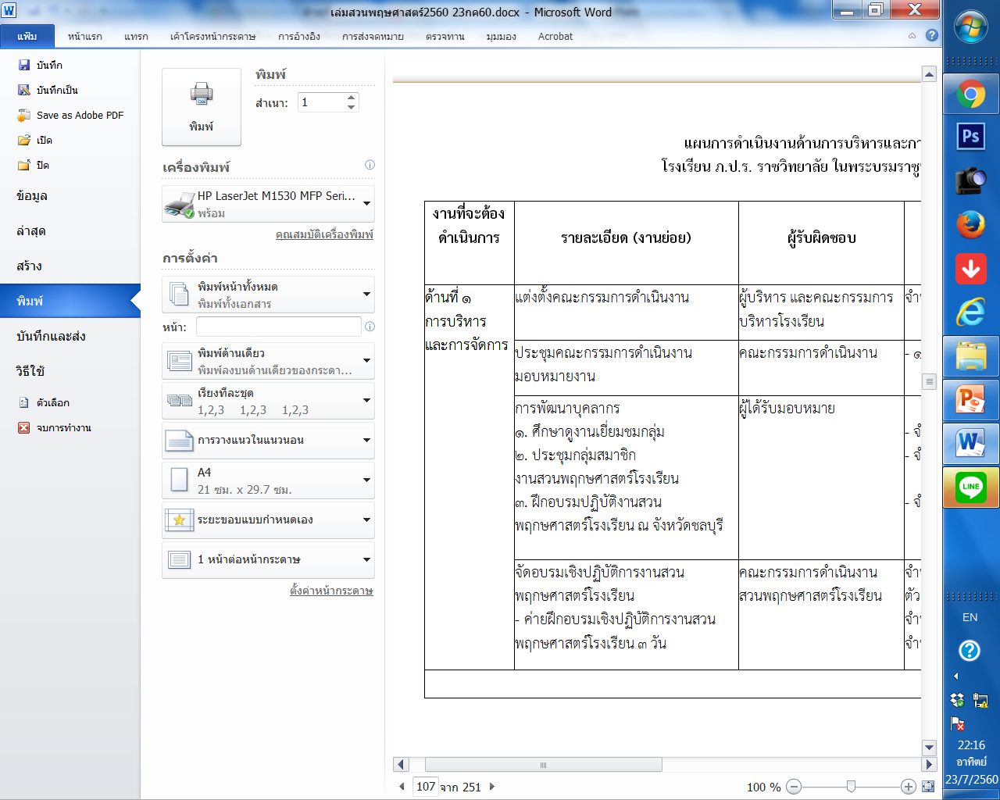 เล่มสวนพฤษศาสตร์2560 23กค60.docx - Microsoft Word
แฟ้ม หน้าแรก แทรก เค้าโครงหน้ากระดาษ การอ้างอิง การส่งจดหมาย ตรวจทาน มุมมอง Acrobat
บันทึก
บันทึกเป็น
Save as Adobe PDF
เปิด
ปิด
ข้อมูล
ล่าสุด
สร้าง
พิมพ์
บันทึกและส่ง
วิธีใช้
ตัวเลือก
จบการทำงาน
พิมพ์
พิมพ์
สำเนา: 1
เครื่องพิมพ์
HP LaserJet M1530 MFP Seri...
พร้อม
คุณสมบัติเครื่องพิมพ์
การตั้งค่า
พิมพ์หน้าทั้งหมด
พิมพ์ทั้งเอกสาร
หน้า:
พิมพ์ด้านเดียว
พิมพ์ลงบนด้านเดียวของกระดา...
เรียงทีละชุด
1,2,3 1,2,3 1,2,3
การวางแนวในแนวนอน
A4
21 ซม. x 29.7 ซม.
ระยะขอบแบบกำหนดเอง
1 หน้าต่อหน้ากระดาษ
ตั้งค่าหน้ากระดาษ
แผนการดำเนินงานด้านการบริหารและกา
โรงเรียน ภ.ป.ร. ราชวิทยาลัย ในพระบรมราชู
งานที่จะต้อง
ดำเนินการ
รายละเอียด (งานย่อย)
ผู้รับผิดชอบ
ด้านที่ ๑
การบริหาร
และการจัดการ
แต่งตั้งคณะกรรมการดำเนินงาน
ผู้บริหาร และคณะกรรมการ
บริหารโรงเรียน
จำ
ประชุมคณะกรรมการดำเนินงาน
มอบหมายงาน
คณะกรรมการดำเนินงาน
- ๑
การพัฒนาบุคลากร
๑. ศึกษาดูงานเยี่ยมชมกลุ่ม
๒. ประชุมกลุ่มสมาชิก
งานสวนพฤกษศาสตร์โรงเรียน
๓. ฝึกอบรมปฏิบัติงานสวน
พฤกษศาสตร์โรงเรียน ณ จังหวัดชลบุรี
ผู้ได้รับมอบหมาย
- จำ
- จำ
- จำ
จัดอบรมเชิงปฏิบัติการงานสวน
พฤกษศาสตร์โรงเรียน
- ค่ายฝึกอบรมเชิงปฏิบัติการงานสวน
พฤกษศาสตร์โรงเรียน ๓ วัน
คณะกรรมการดำเนินงาน
สวนพฤกษศาสตร์โรงเรียน
จำ
ตัว
จำ
จำ
107 จาก 251
100 %
Ps
LINE
EN
22:16
อาทิตย์
23/7/2560